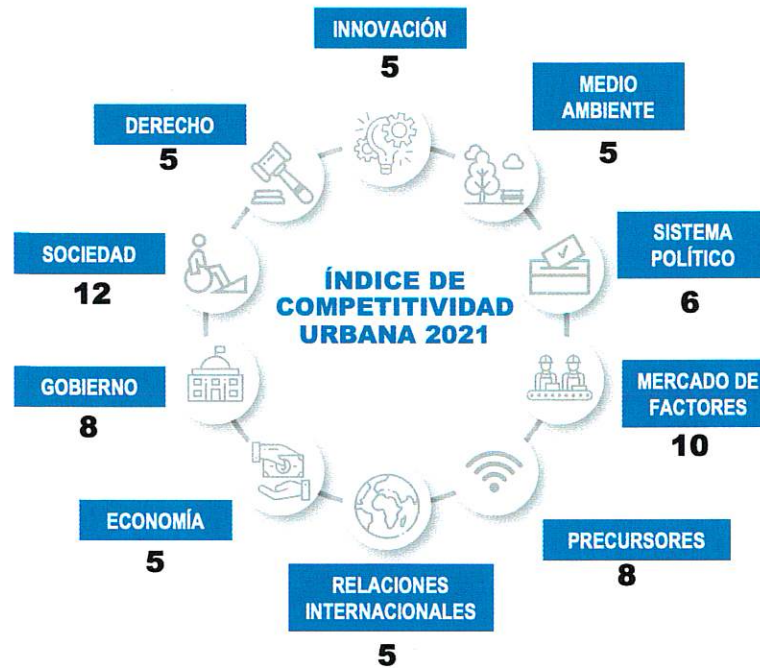 INNOVACIÓN
5
MEDIO
AMBIENTE
5
SISTEMA
POLÍTICO
6
MERCADO DE
FACTORES
10
PRECURSORES
8
RELACIONES
INTERNACIONALES
5
ECONOMÍA
5
GOBIERNO
8
SOCIEDAD
12
DERECHO
5
ÍNDICE DE
COMPETITIVIDAD
URBANA 2021